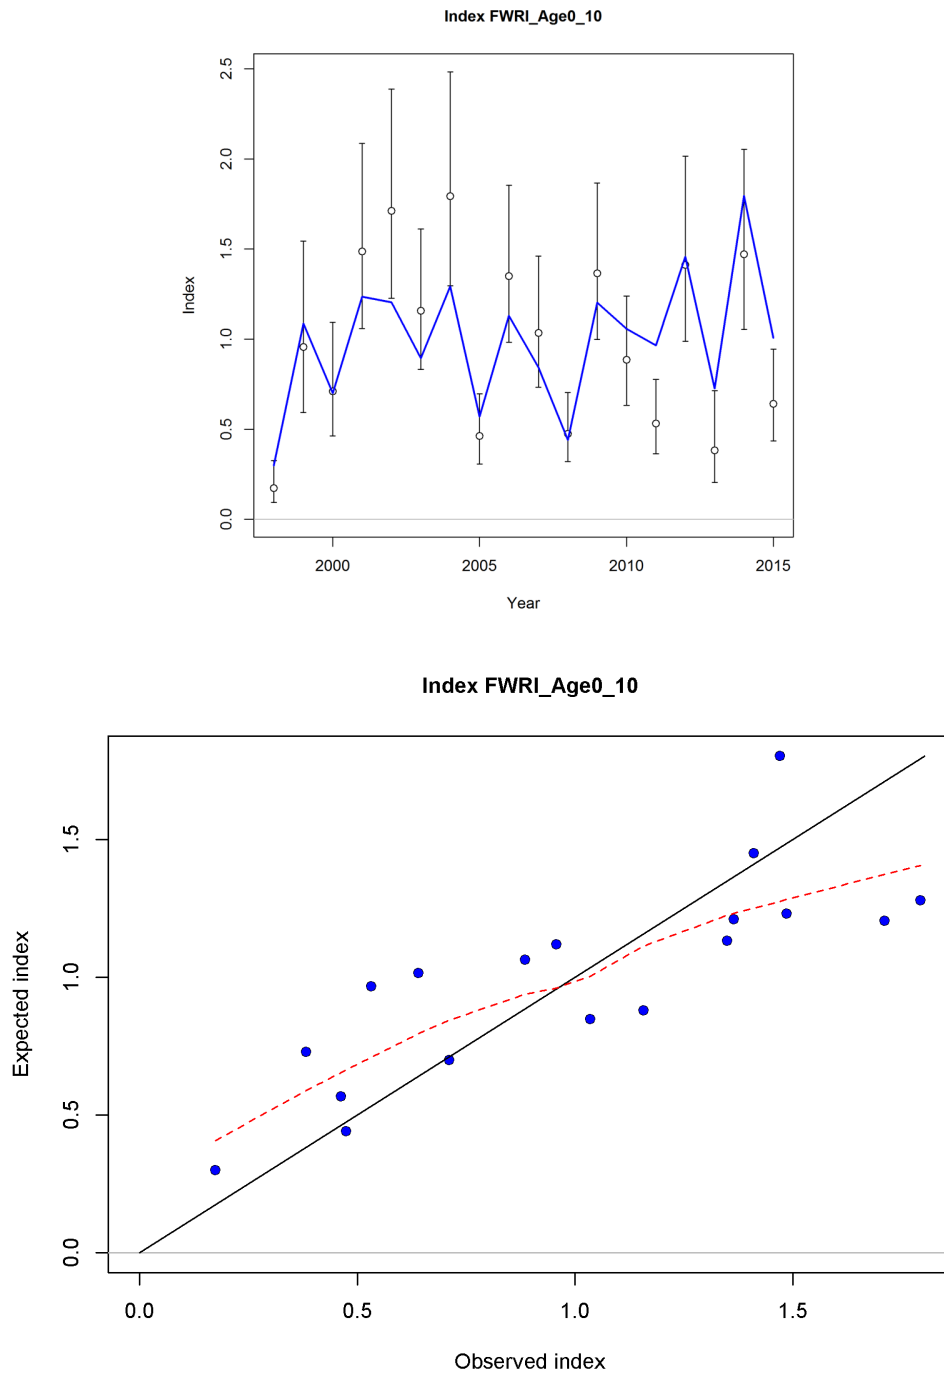 Index FWRI_Age0_10
2.5
2.0
1.5
1.0
0.5
0.0
Index
2000 2005 2010 2015
Year
Index FWRI_Age0_10
1.5
1.0
0.5
0.0
Expected index
0.0 0.5 1.0 1.5
Observed index